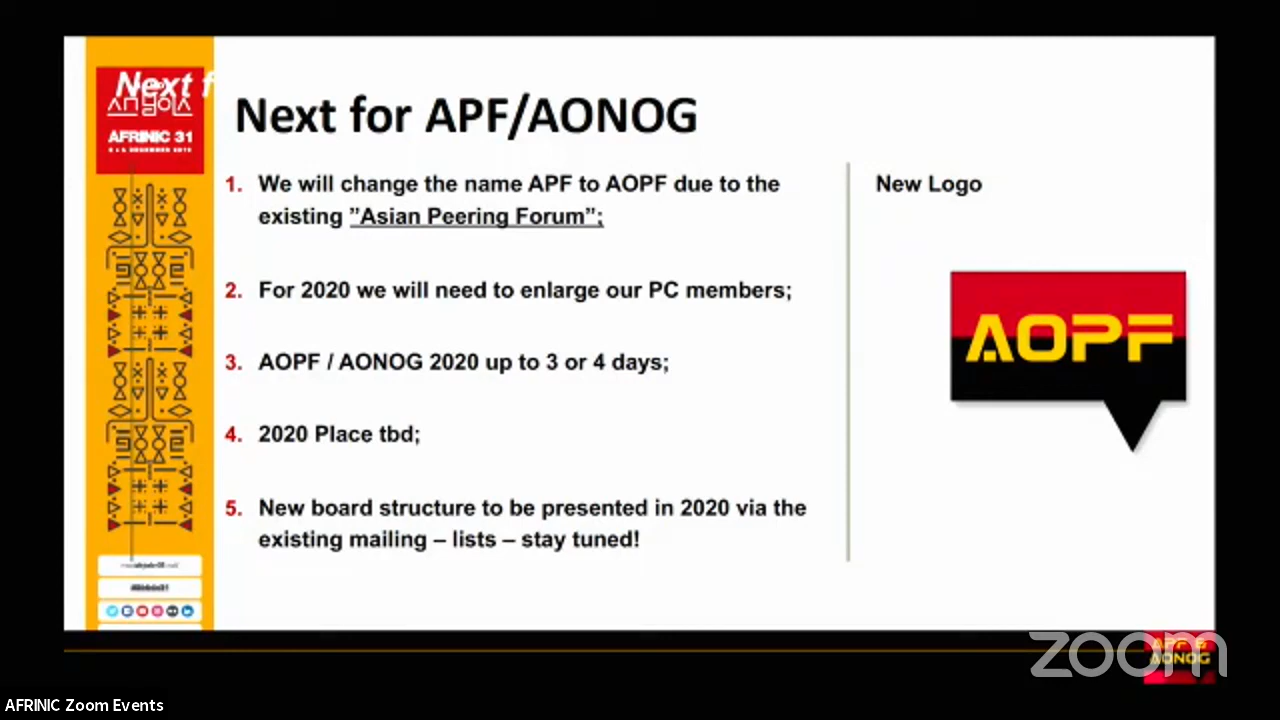 Next f
Angola
AFRINIC 31
Next for APF/AONOG
1. We will change the name APF to AOPF due to the
existing ”Asian Peering Forum”;
2. For 2020 we will need to enlarge our PC members;
3. AOPF / AONOG 2020 up to 3 or 4 days;
4. 2020 Place tbd;
5. New board structure to be presented in 2020 via the
existing mailing – lists – stay tuned!
New Logo
AOPF
zoom
APF &
AONOG
AFRINIC Zoom Events